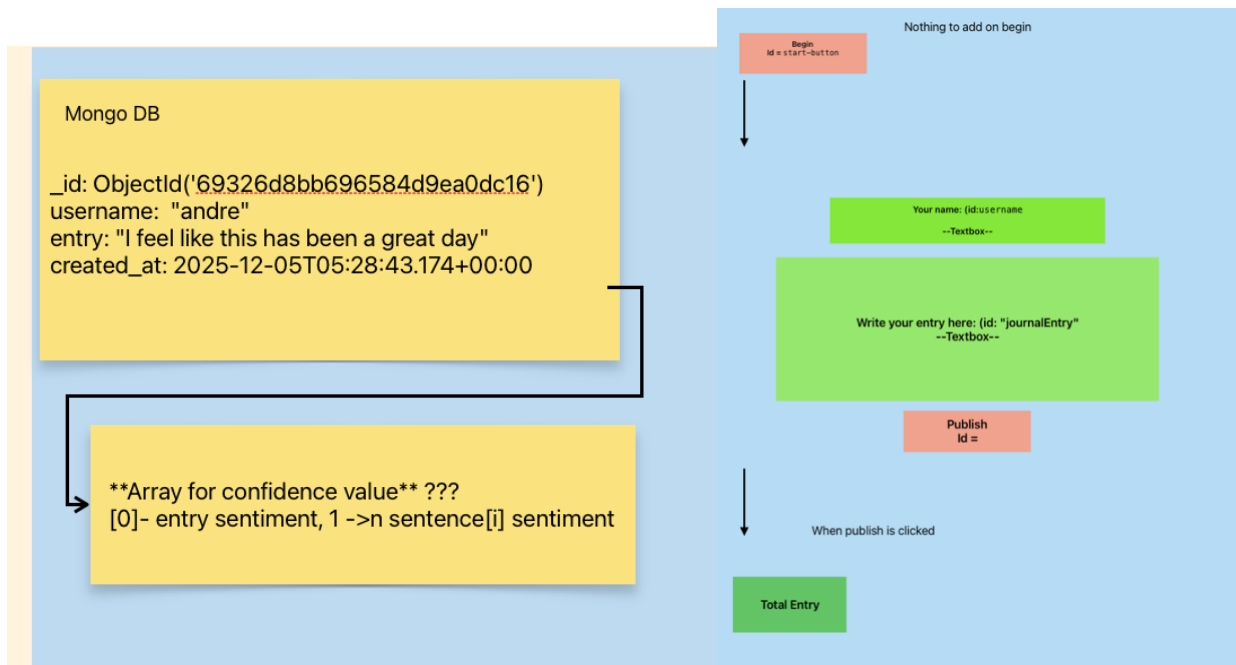 Mongo DB
_id: ObjectId('69326d8bb696584d9ea0dc16')
username:  "andre"
entry: "I feel like this has been a great day"
created_at: 2025-12-05T05:28:43.174+00:00
**Array for confidence value** ???
[0]- entry sentiment, 1 ->n sentence[i] sentiment
Nothing to add on begin
Begin
Id = start-button
Your name: (id:username
--Textbox--
Write your entry here: (id: "journalEntry"
--Textbox--
Publish
Id =
When publish is clicked
Total Entry